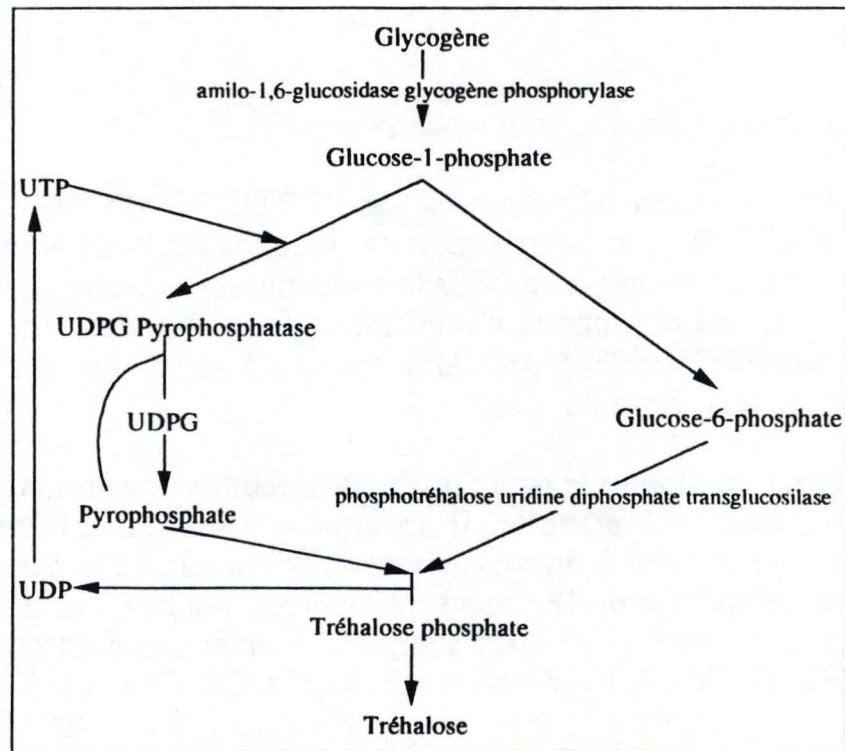 Glycogène
amilo-1,6-glucosidase glycogène phosphorylase
Glucose-1-phosphate
UTP
UDPG Pyrophosphatase
UDPG
Glucose-6-phosphate
phosphotréhalose uridine diphosphate transglucosilase
Pyrophosphate
UDP
Tréhalose phosphate
Tréhalose